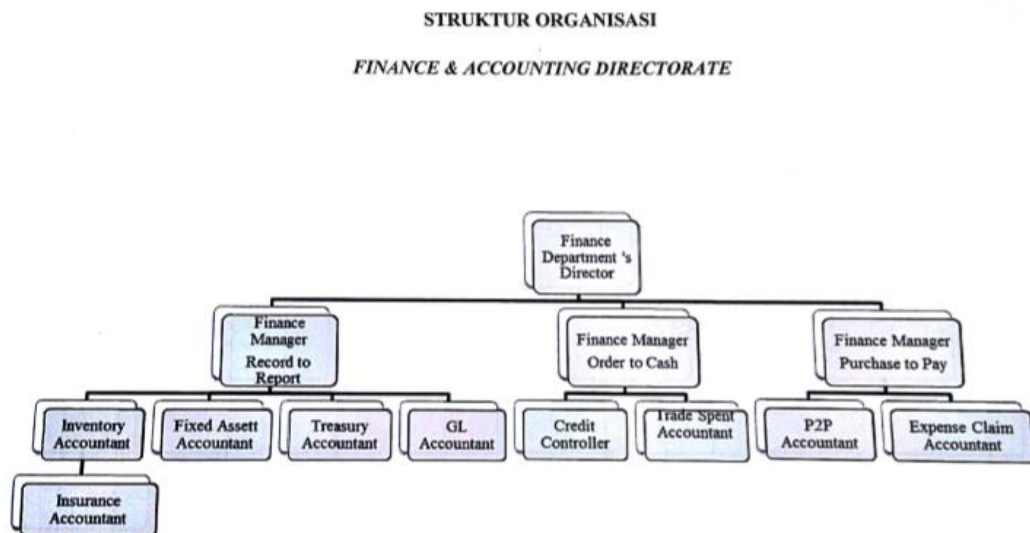 STRUKTUR ORGANISASI
FINANCE & ACCOUNTING DIRECTORATE
Finance
Department 's
Director
Finance
Manager
Record to
Report
Finance Manager
Order to Cash
Finance Manager
Purchase to Pay
Inventory
Accountant
Fixed Assett
Accountant
Treasury
Accountant
GL
Accountant
Credit
Controller
Trade Spent
Accountant
P2P
Accountant
Expense Claim
Accountant
Insurance
Accountant